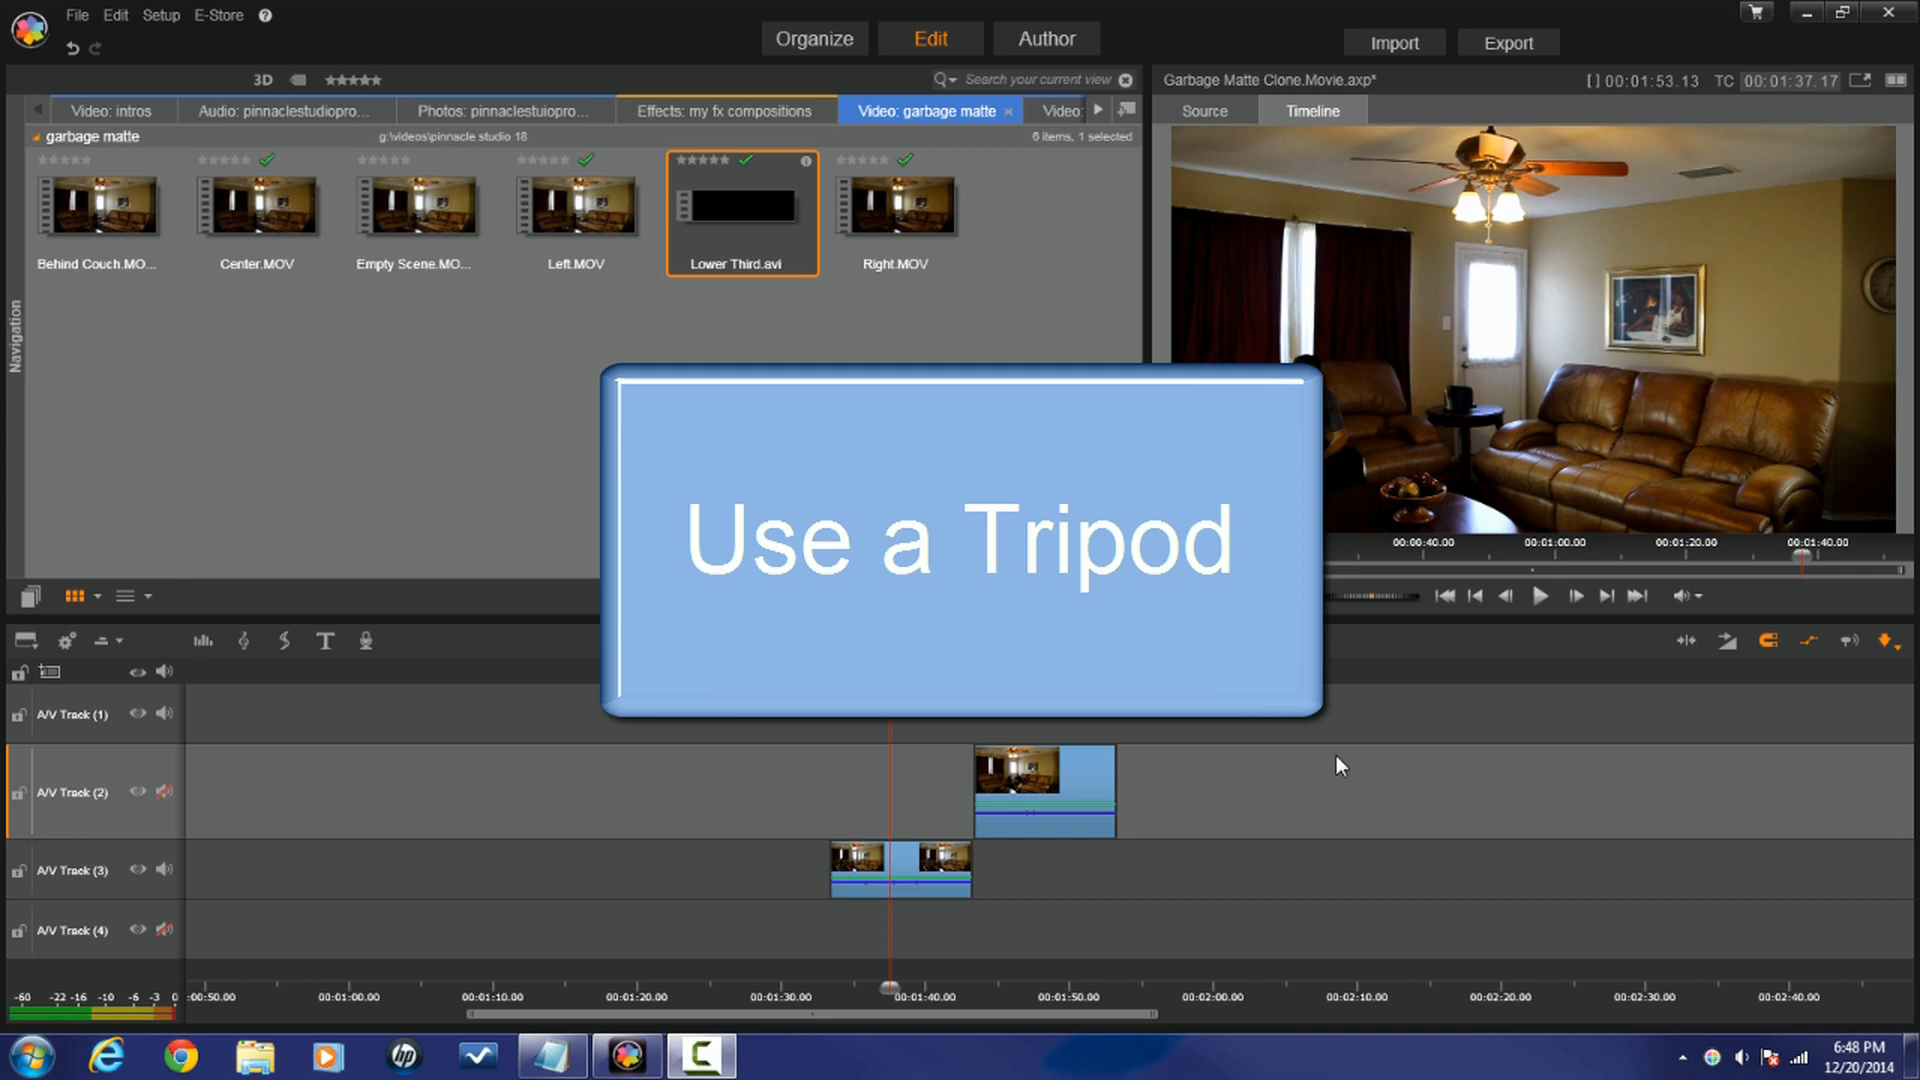 File Edit Setup E-Store ?
Organize Edit Author
Import Export
3D
Search your current view
Garbage Matte Clone.Movie.axp*
[ ] 00:01:53.13 TC 00:01:37.17
Video: intros
Audio: pinnaclestudiopro...
Photos: pinnaclestuiopro...
Effects: my fx compositions
Video: garbage matte
Video:
Source Timeline
garbage matte
g:\videos\pinnacle studio 18
6 items, 1 selected
Behind Couch.MO...
Center.MOV
Empty Scene.MO...
Left.MOV
Lower Third.avi
Right.MOV
Navigation
Use a Tripod
00:00:40.00 00:01:00.00 00:01:20.00 00:01:40.00
A/V Track (1)
A/V Track (2)
A/V Track (3)
A/V Track (4)
-60 -22 -16 -10 -6 -3 0
:00:50.00 00:01:00.00 00:01:10.00 00:01:20.00 00:01:30.00 00:01:40.00 00:01:50.00 00:02:00.00 00:02:10.00 00:02:20.00 00:02:30.00 00:02:40.00
hp
6:48 PM
12/20/2014